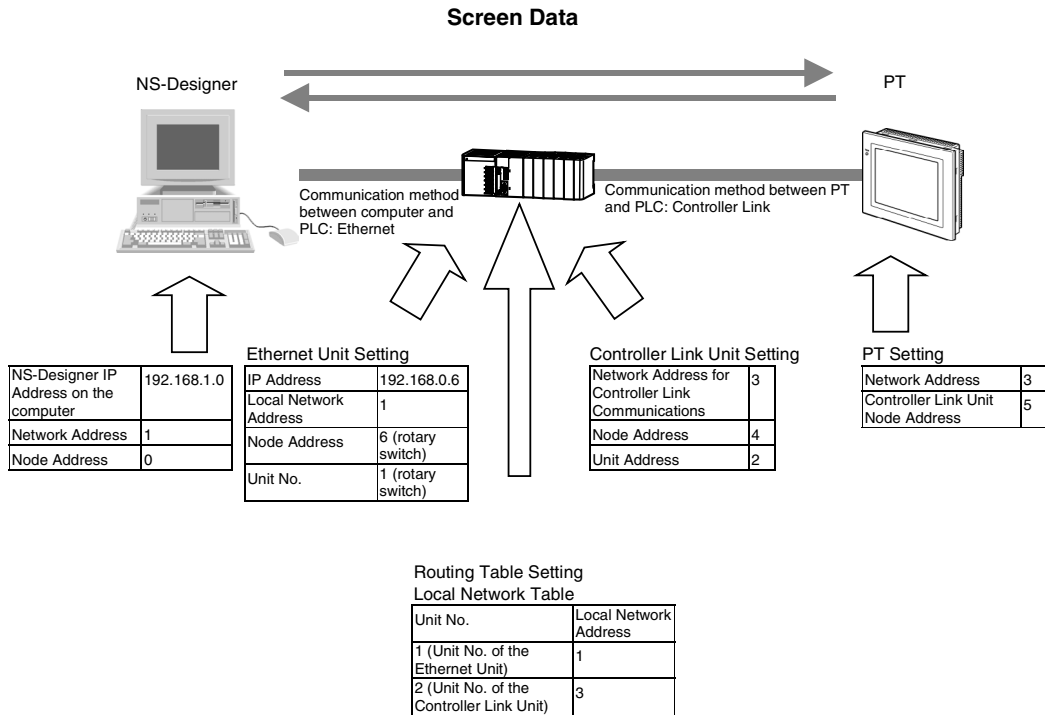 Screen Data
NS-Designer
PT
Communication method
between computer and
PLC: Ethernet
Communication method between PT
and PLC: Controller Link
NS-Designer IP
Address on the
computer
192.168.1.0
Network Address
1
Node Address
0
Ethernet Unit Setting
IP Address
192.168.0.6
Local Network
Address
1
Node Address
6 (rotary
switch)
Unit No.
1 (rotary
switch)
Controller Link Unit Setting
Network Address for
Controller Link
Communications
3
Node Address
4
Unit Address
2
PT Setting
Network Address
3
Controller Link Unit
Node Address
5
Routing Table Setting
Local Network Table
Unit No.
Local Network
Address
1 (Unit No. of the
Ethernet Unit)
1
2 (Unit No. of the
Controller Link Unit)
3